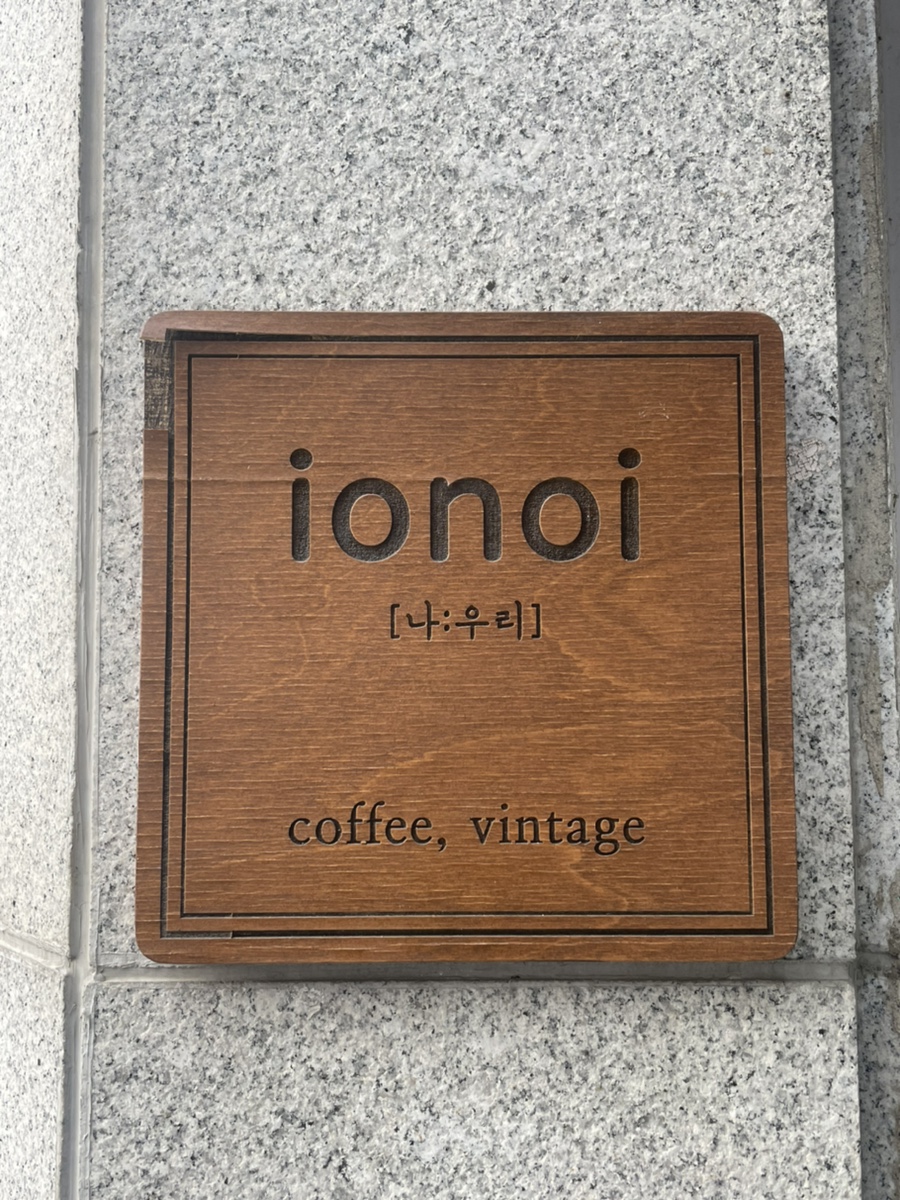 ionoi
[나:우리]
coffee, vintage